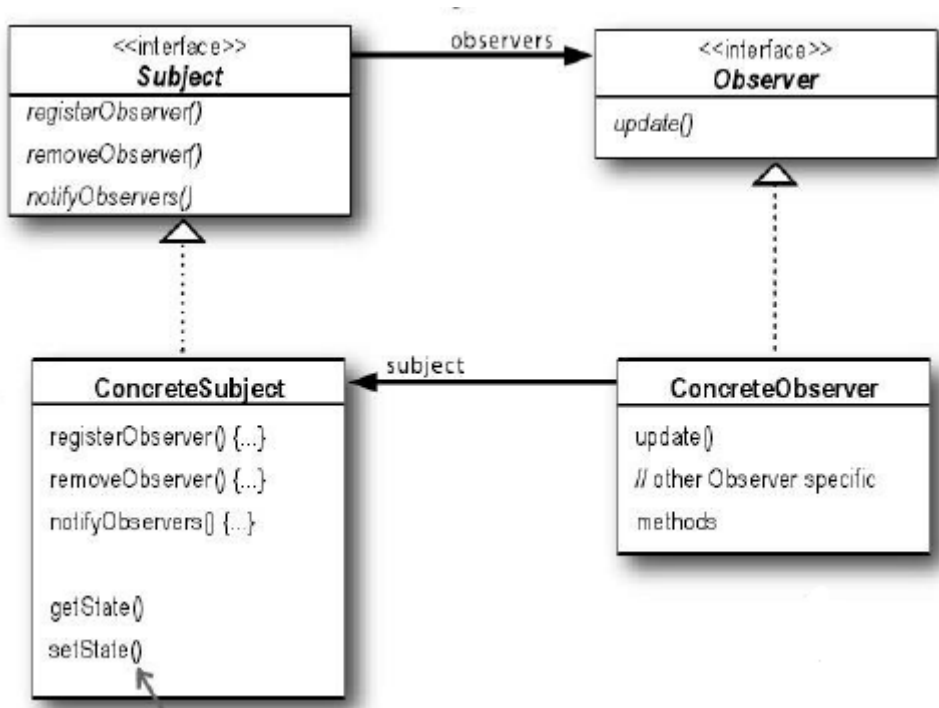 <<interface>>
Subject
registerObserver()
removeObserver()
notifyObservers()
observers
<<interface>>
Observer
update()
ConcreteSubject
registerObserver() {...}
removeObserver() {...}
notifyObservers() {...}
getState()
setState()
subject
ConcreteObserver
update()
// other Observer specific
methods